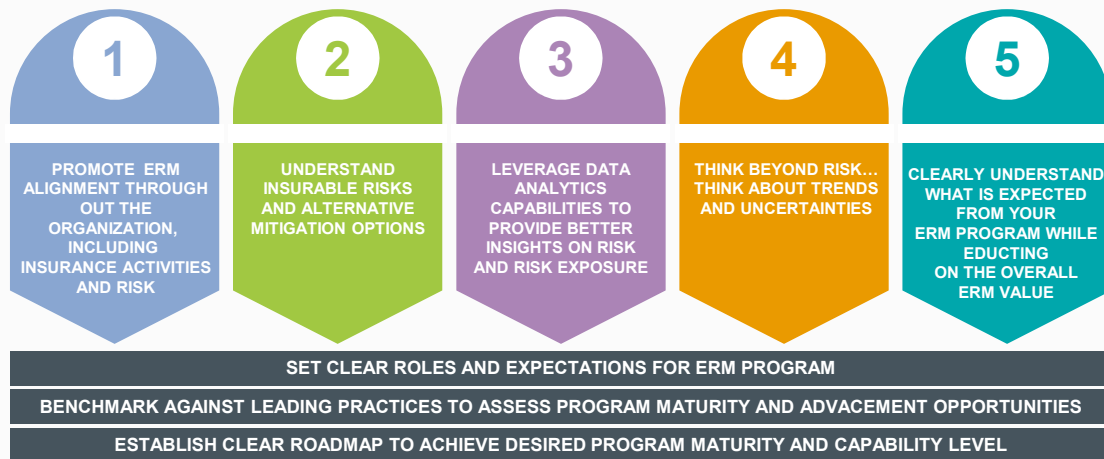 1
PROMOTE ERM
ALIGNMENT THROUGH
OUT THE
ORGANIZATION,
INCLUDING
INSURANCE ACTIVITIES
AND RISK
2
UNDERSTAND
INSURABLE RISKS
AND ALTERNATIVE
MITIGATION OPTIONS
3
LEVERAGE DATA
ANALYTICS
CAPABILITIES TO
PROVIDE BETTER
INSIGHTS ON RISK
AND RISK EXPOSURE
4
THINK BEYOND RISK…
THINK ABOUT TRENDS
AND UNCERTAINTIES
5
CLEARLY UNDERSTAND
WHAT IS EXPECTED
FROM YOUR
ERM PROGRAM WHILE
EDUCTING
ON THE OVERALL
ERM VALUE
SET CLEAR ROLES AND EXPECTATIONS FOR ERM PROGRAM
BENCHMARK AGAINST LEADING PRACTICES TO ASSESS PROGRAM MATURITY AND ADVACEMENT OPPORTUNITIES
ESTABLISH CLEAR ROADMAP TO ACHIEVE DESIRED PROGRAM MATURITY AND CAPABILITY LEVEL